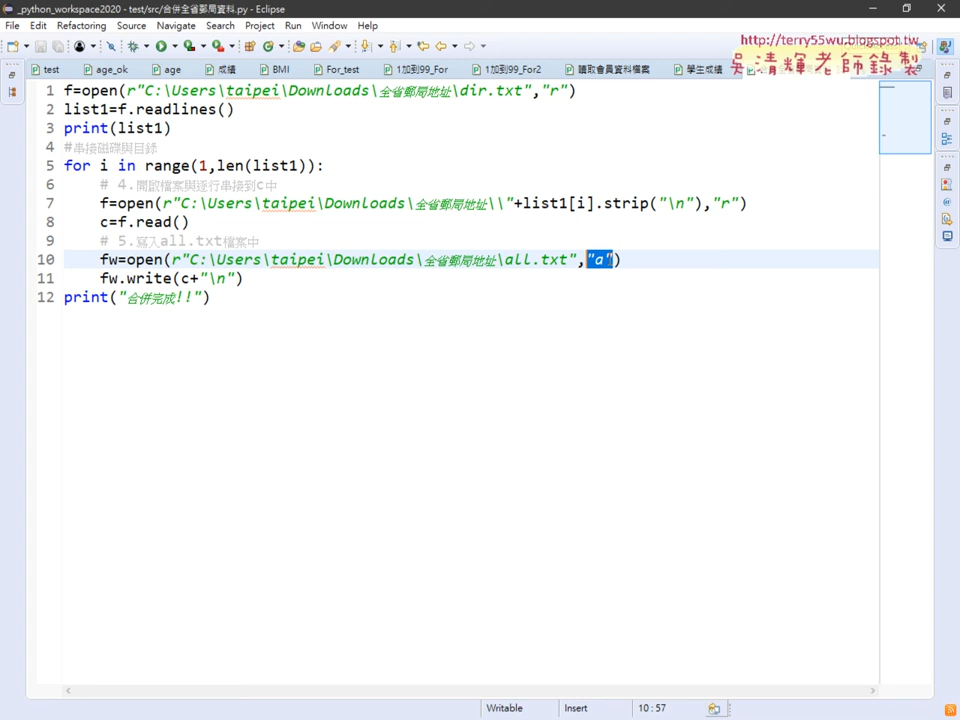 _python_workspace2020 - test/src/合併全省郵局資料.py - Eclipse
File Edit Refactoring Source Navigate Search Project Run Window Help
http://terry55wu.blogspot.tw
吳清輝老師錄製
test age_ok age 成績 BMI For_test 1加到99_For 1加到99_For2 讀取會員資料檔案 學生成績
1 f=open(r"C:\Users\taipei\Downloads\全省郵局地址\dir.txt","r")
2 list1=f.readlines()
3 print(list1)
4 #串接磁碟與目錄
5 for i in range(1,len(list1)):
6 # 4.開啟檔案與逐行串接到c中
7 f=open(r"C:\Users\taipei\Downloads\全省郵局地址\\"+list1[i].strip("\n"),"r")
8 c=f.read()
9 # 5.寫入all.txt檔案中
10 fw=open(r"C:\Users\taipei\Downloads\全省郵局地址\all.txt","a")
11 fw.write(c+"\n")
12 print("合併完成!!")
Writable Insert 10:57